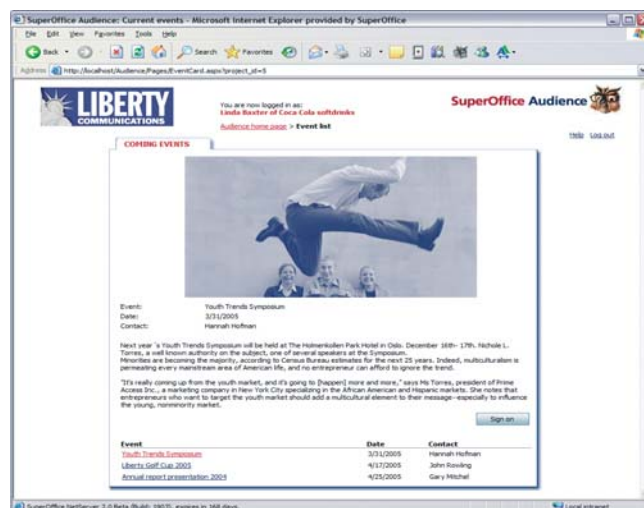 SuperOffice Audience: Current events - Microsoft Internet Explorer provided by SuperOffice
File Edit View Favorites Tools Help
Back Search Favorites
Address http://localhost/Audience/Pages/EventCard.aspx?project_id=5
LIBERTY
COMMUNICATIONS
You are now logged in as:
Linda Baxter of Coca Cola softdrinks
Audience home page > Event list
SuperOffice Audience
Help Log out
COMING EVENTS
Event: Youth Trends Symposium
Date: 3/31/2005
Contact: Hannah Hofman
Next year `s Youth Trends Symposium will be held at The Holmenkollen Park Hotel in Oslo. December 16th- 17th. Nichole L.
Torres, a well known authority on the subject, one of several speakers at the Symposium.
Minorities are becoming the majority, according to Census Bureau estimates for the next 25 years. Indeed, multiculturalism is
permeating every mainstream area of American life, and no entrepreneur can afford to ignore the trend.
"It's really coming up from the youth market, and it's going to [happen] more and more," says Ms Torres, president of Prime
Access Inc., a marketing company in New York City specializing in the African American and Hispanic markets. She notes that
entrepreneurs who want to target the youth market should add a multicultural element to their message--especially to influence
the young, nonminority market.
Sign on
Event Date Contact
Youth Trends Symposium 3/31/2005 Hannah Hofman
Liberty Golf Cup 2005 4/17/2005 John Rowling
Annual report presentation 2004 4/25/2005 Gary Mitchel
SuperOffice NetServer 2.0 Beta (Build: 1903), expires in 168 days. Local intranet